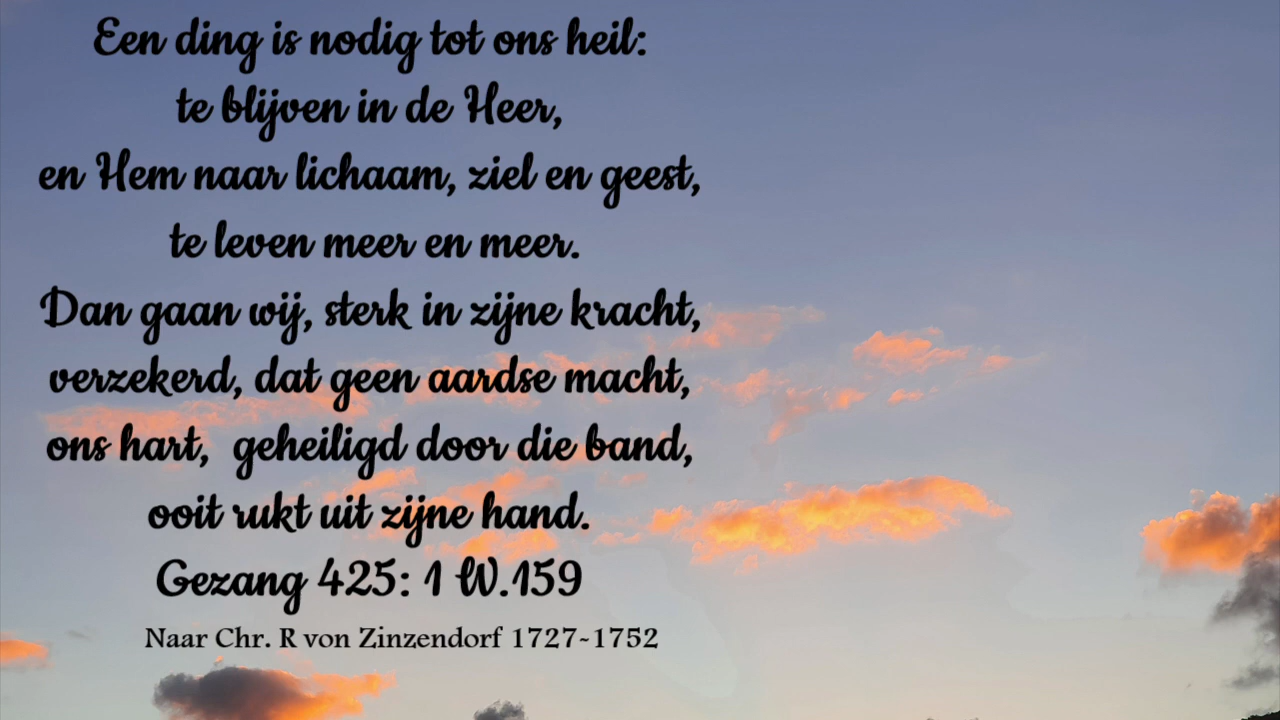 Een ding is nodig tot ons heil:
te blijven in de Heer,
en Hem naar lichaam, ziel en geest,
te leven meer en meer.
Dan gaan wij, sterk in zijne kracht,
verzekerd, dat geen aardse macht,
ons hart,  geheiligd door die band,
ooit rukt uit zijne hand.
Gezang 425: 1 W.159
Naar Chr. R von Zinzendorf 1727-1752